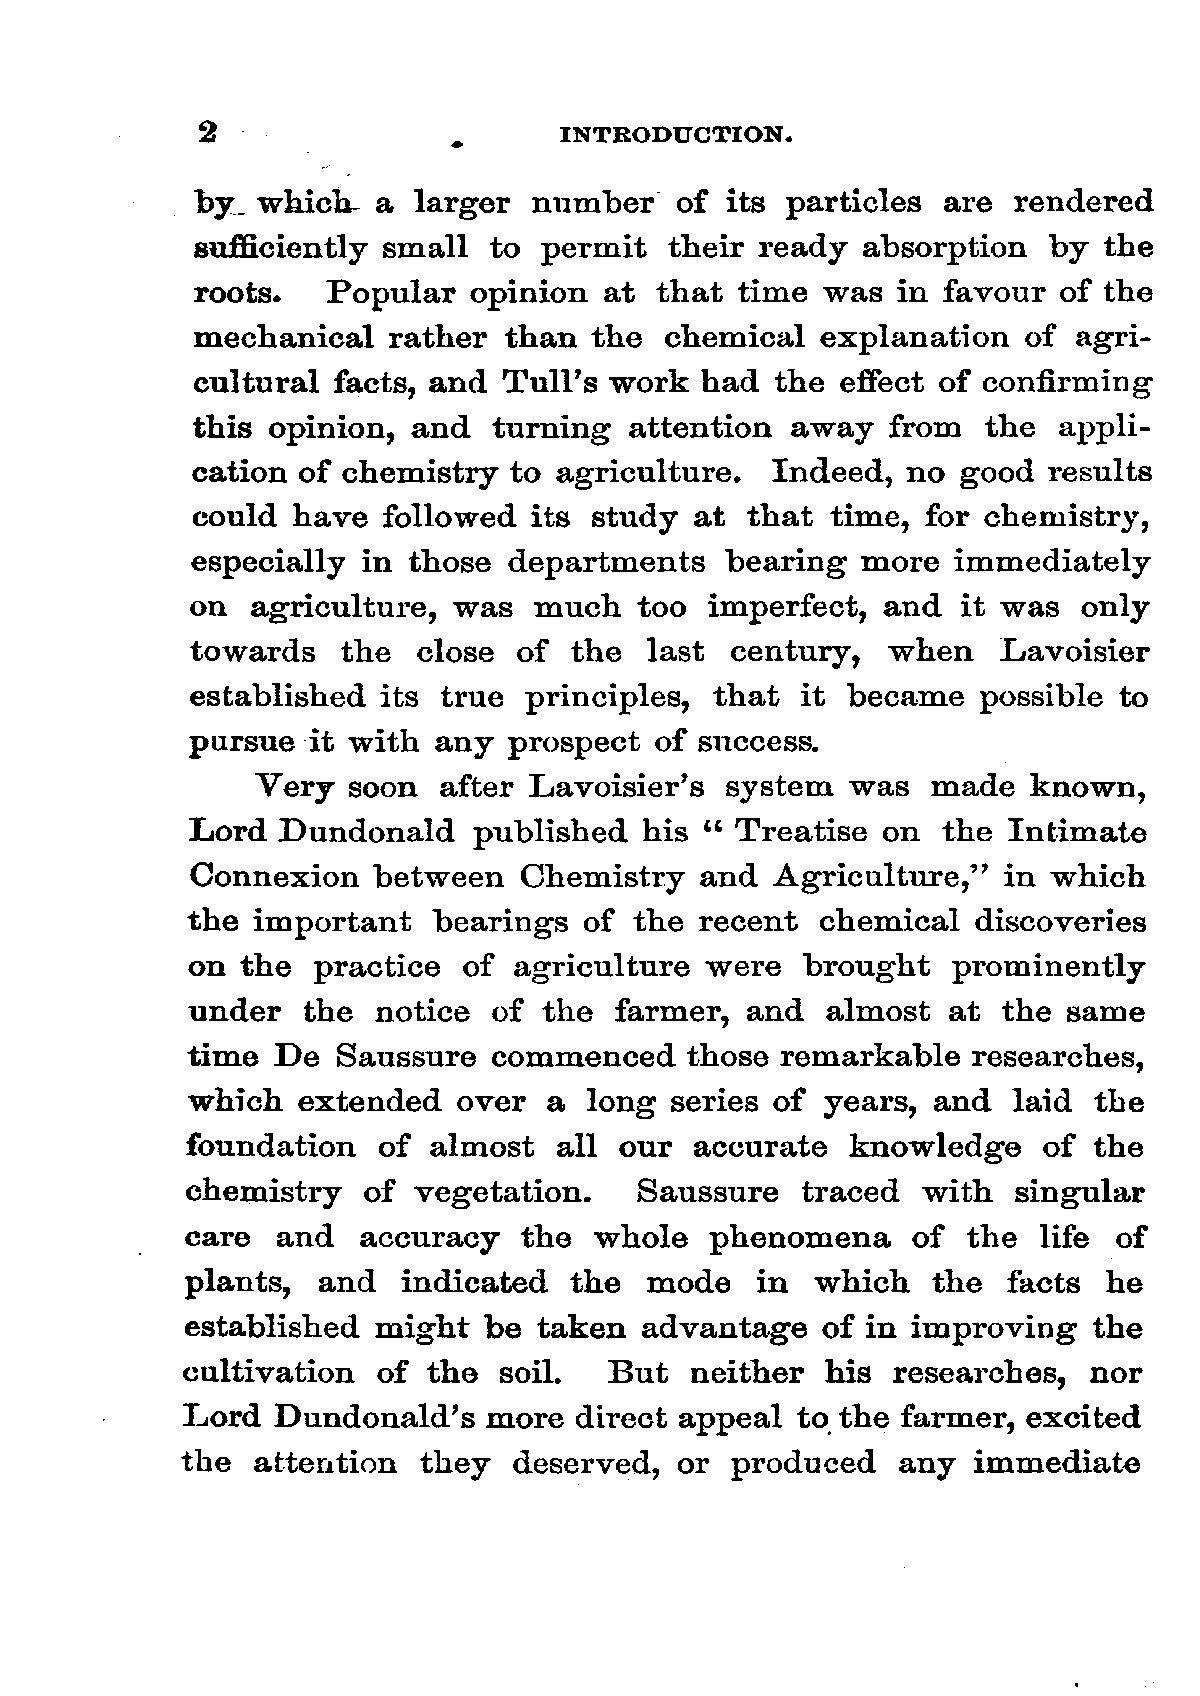 2 INTRODUCTION.
by which a larger number of its particles are rendered
sufficiently small to permit their ready absorption by the
roots. Popular opinion at that time was in favour of the
mechanical rather than the chemical explanation of agri-
cultural facts, and Tull's work had the effect of confirming
this opinion, and turning attention away from the appli-
cation of chemistry to agriculture. Indeed, no good results
could have followed its study at that time, for chemistry,
especially in those departments bearing more immediately
on agriculture, was much too imperfect, and it was only
towards the close of the last century, when Lavoisier
established its true principles, that it became possible to
pursue it with any prospect of success.
Very soon after Lavoisier's system was made known,
Lord Dundonald published his “ Treatise on the Intimate
Connexion between Chemistry and Agriculture,” in which
the important bearings of the recent chemical discoveries
on the practice of agriculture were brought prominently
under the notice of the farmer, and almost at the same
time De Saussure commenced those remarkable researches,
which extended over a long series of years, and laid the
foundation of almost all our accurate knowledge of the
chemistry of vegetation. Saussure traced with singular
care and accuracy the whole phenomena of the life of
plants, and indicated the mode in which the facts he
established might be taken advantage of in improving the
cultivation of the soil. But neither his researches, nor
Lord Dundonald's more direct appeal to the farmer, excited
the attention they deserved, or produced any immediate